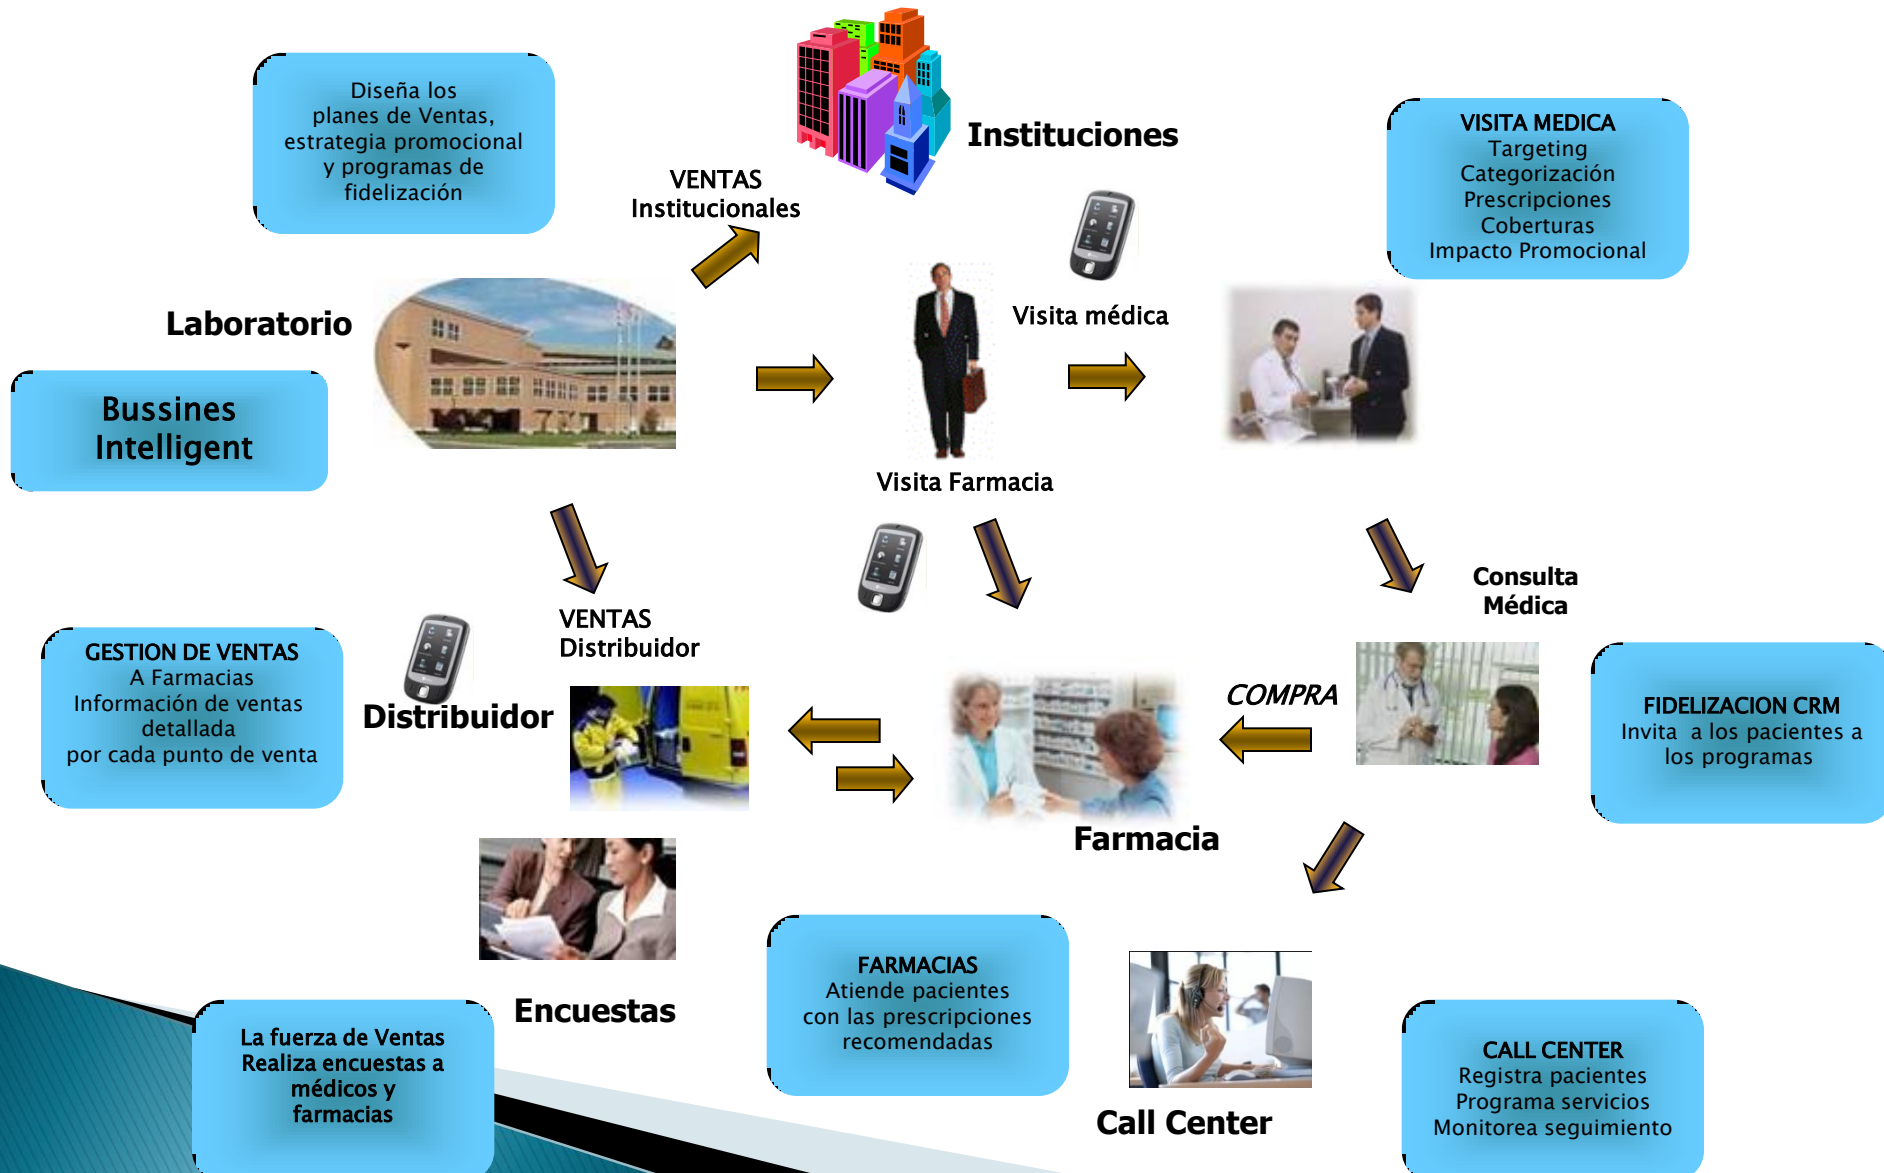 Diseña los
planes de Ventas,
estrategia promocional
y programas de
fidelización
Instituciones
VISITA MEDICA
Targeting
Categorización
Prescripciones
Coberturas
Impacto Promocional
VENTAS
Institucionales
Laboratorio
Visita médica
Bussines
Intelligent
Visita Farmacia
Consulta
Médica
VENTAS
Distribuidor
GESTION DE VENTAS
A Farmacias
Información de ventas
detallada
por cada punto de venta
Distribuidor
COMPRA
FIDELIZACION CRM
Invita a los pacientes a
los programas
Farmacia
FARMACIAS
Atiende pacientes
con las prescripciones
recomendadas
Encuestas
La fuerza de Ventas
Realiza encuestas a
médicos y
farmacias
Call Center
CALL CENTER
Registra pacientes
Programa servicios
Monitorea seguimiento